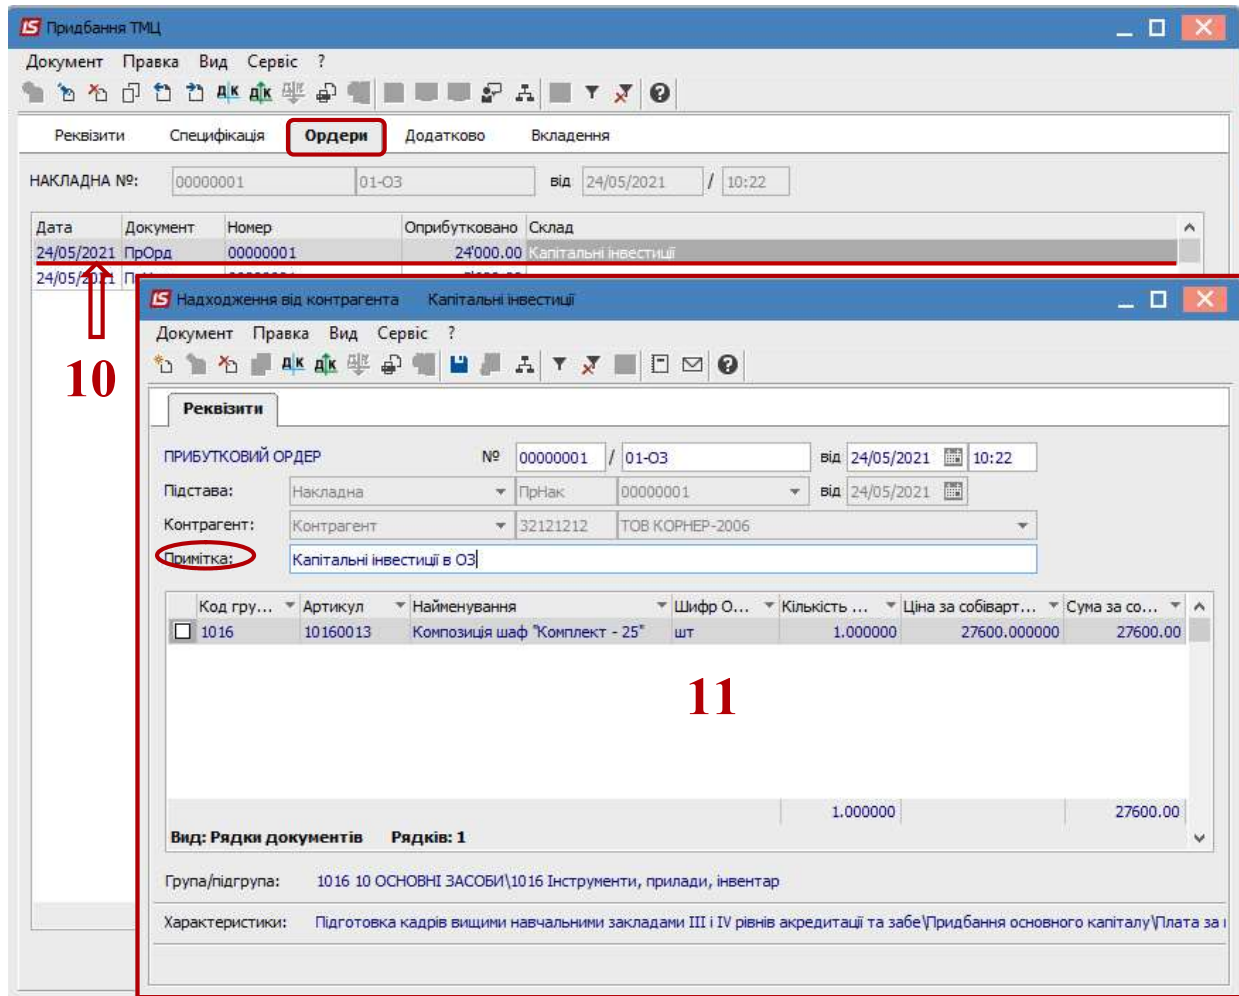 Придбання ТМЦ
Документ Правка Вид Сервіс ?
Реквізити Специфікація Ордери Додатково Вкладення
НАКЛАДНА №: 00000001 01-ОЗ від 24/05/2021 / 10:22
Дата Документ Номер Оприбутковано Склад
24/05/2021 ПрОрд 00000001 24'000.00 Капітальні інвестиції
24/05/2021
10
Надходження від контрагента Капітальні інвестиції
Документ Правка Вид Сервіс ?
Реквізити
ПРИБУТКОВИЙ ОРДЕР № 00000001 / 01-ОЗ від 24/05/2021 10:22
Підстава: Накладна ПрНак 00000001 від 24/05/2021
Контрагент: Контрагент 32121212 ТОВ КОРНЕР-2006
Примітка: Капітальні інвестиції в ОЗ
Код гру... Артикул Найменування Шифр О... Кількість ... Ціна за собіварт... Сума за со...
1016 10160013 Композиція шаф "Комплект - 25" шт 1.000000 27600.000000 27600.00
11
1.000000 27600.00
Вид: Рядки документів Рядків: 1
Група/підгрупа: 1016 10 ОСНОВНІ ЗАСОБИ\1016 Інструменти, прилади, інвентар
Характеристики: Підготовка кадрів вищими навчальними закладами III і IV рівнів акредитації та забе\Придбання основного капіталу\Плата за